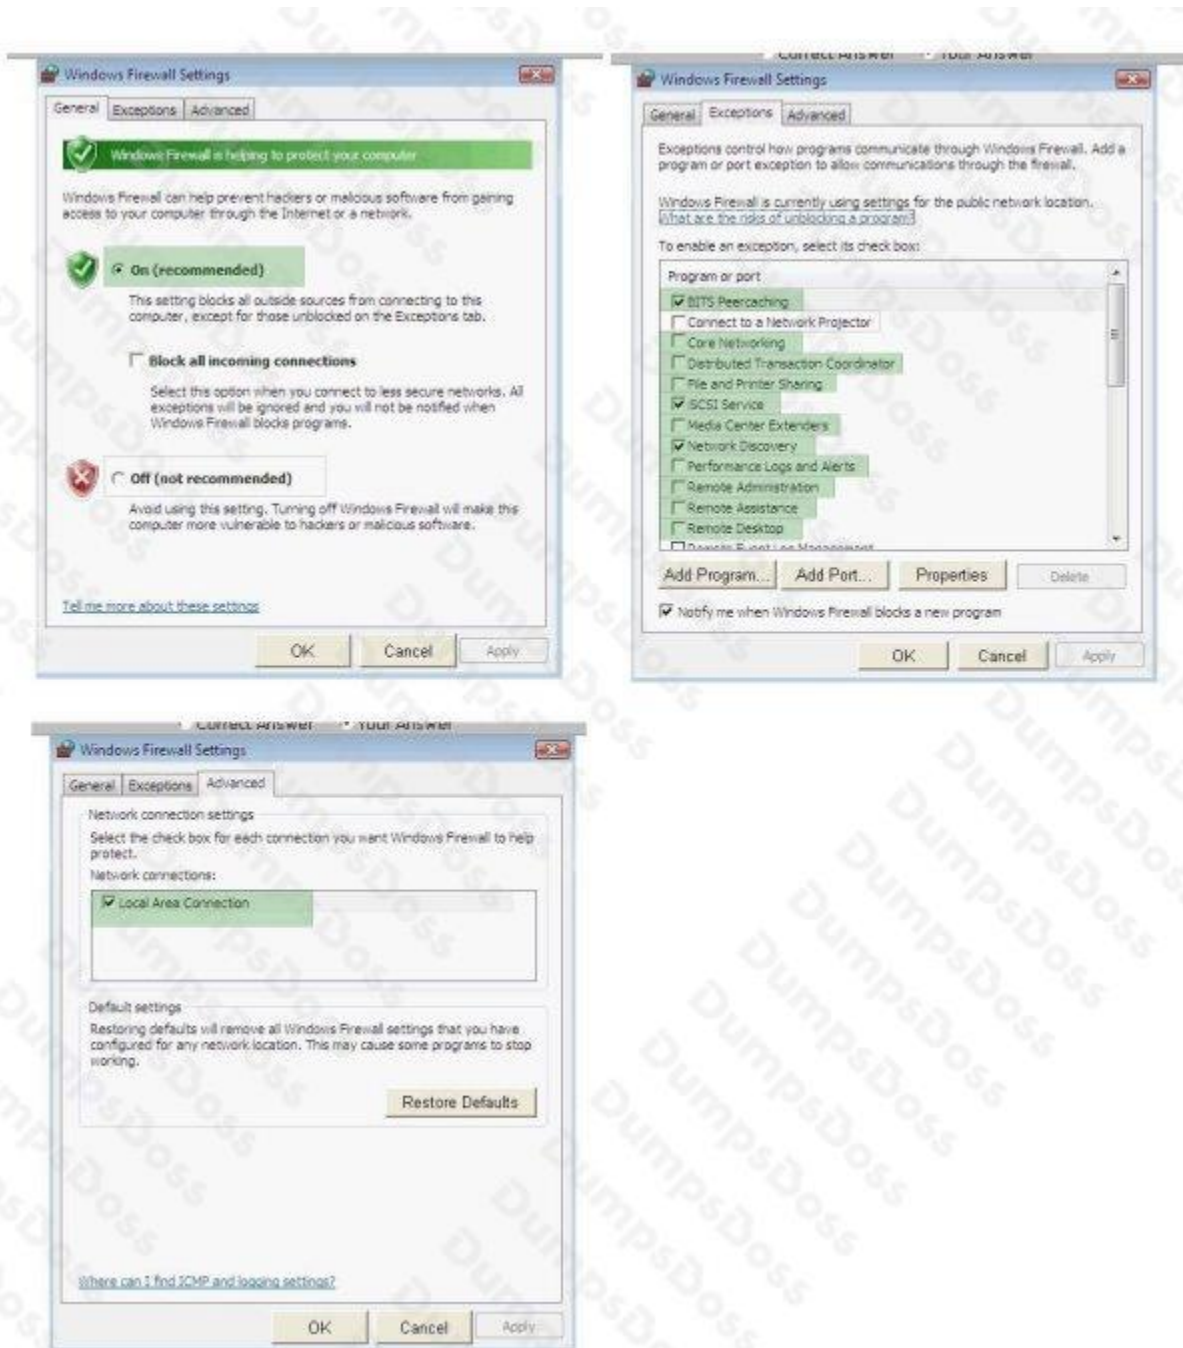 Windows Firewall Settings
General Exceptions Advanced
Windows Firewall is helping to protect your computer
Windows Firewall can help prevent hackers or malicious software from gaining
access to your computer through the Internet or a network.
On (recommended)
This setting blocks all outside sources from connecting to this
computer, except for those unblocked on the Exceptions tab.
Block all incoming connections
Select this option when you connect to less secure networks. All
exceptions will be ignored and you will not be notified when
Windows Firewall blocks programs.
Off (not recommended)
Avoid using this setting. Turning off Windows Firewall will make this
computer more vulnerable to hackers or malicious software.
Tell me more about these settings
OK Cancel Apply
Correct Answer Your Answer
Windows Firewall Settings
General Exceptions Advanced
Exceptions control how programs communicate through Windows Firewall. Add a
program or port exception to allow communications through the firewall.
Windows Firewall is currently using settings for the public network location.
What are the risks of unblocking a program?
To enable an exception, select its check box:
Program or port
BITS Peercaching
Connect to a Network Projector
Core Networking
Distributed Transaction Coordinator
File and Printer Sharing
iSCSI Service
Media Center Extenders
Network Discovery
Performance Logs and Alerts
Remote Administration
Remote Assistance
Remote Desktop
Remote Event Log Management
Add Program... Add Port... Properties Delete
Notify me when Windows Firewall blocks a new program
OK Cancel Apply
Correct Answer Your Answer
Windows Firewall Settings
General Exceptions Advanced
Network connection settings
Select the check box for each connection you want Windows Firewall to help
protect.
Network connections:
Local Area Connection
Default settings
Restoring defaults will remove all Windows Firewall settings that you have
configured for any network location. This may cause some programs to stop
working.
Restore Defaults
Where can I find ICMP and logging settings?
OK Cancel Apply
DumpsDoss